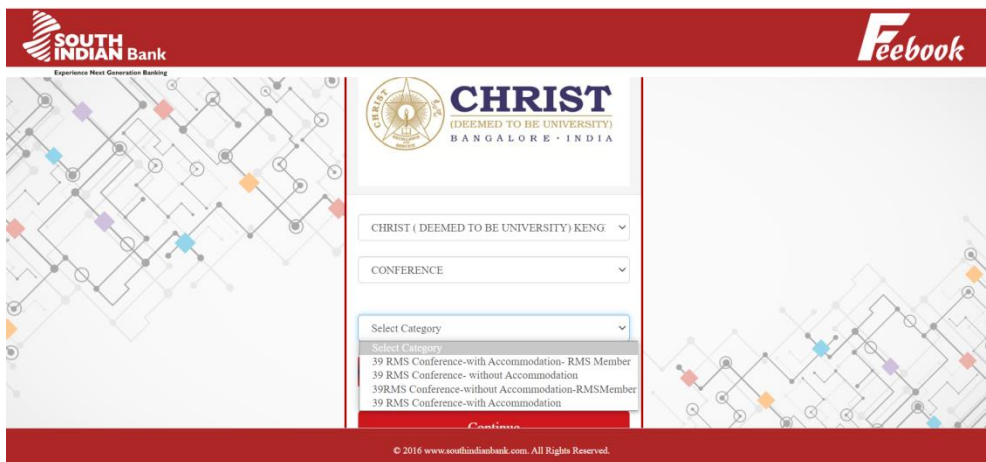 SOUTH
INDIAN Bank
Experience Next Generation Banking
Feebook
CHRIST
CHRIST
(DEEMED TO BE UNIVERSITY)
BANGALORE · INDIA
CHRIST ( DEEMED TO BE UNIVERSITY) KENG
CONFERENCE
Select Category
Select Category
39 RMS Conference-with Accommodation- RMS Member
39 RMS Conference- without Accommodation
39RMS Conference-without Accommodation-RMSMember
39 RMS Conference-with Accommodation
Continue
© 2016 www.southindianbank.com. All Rights Reserved.